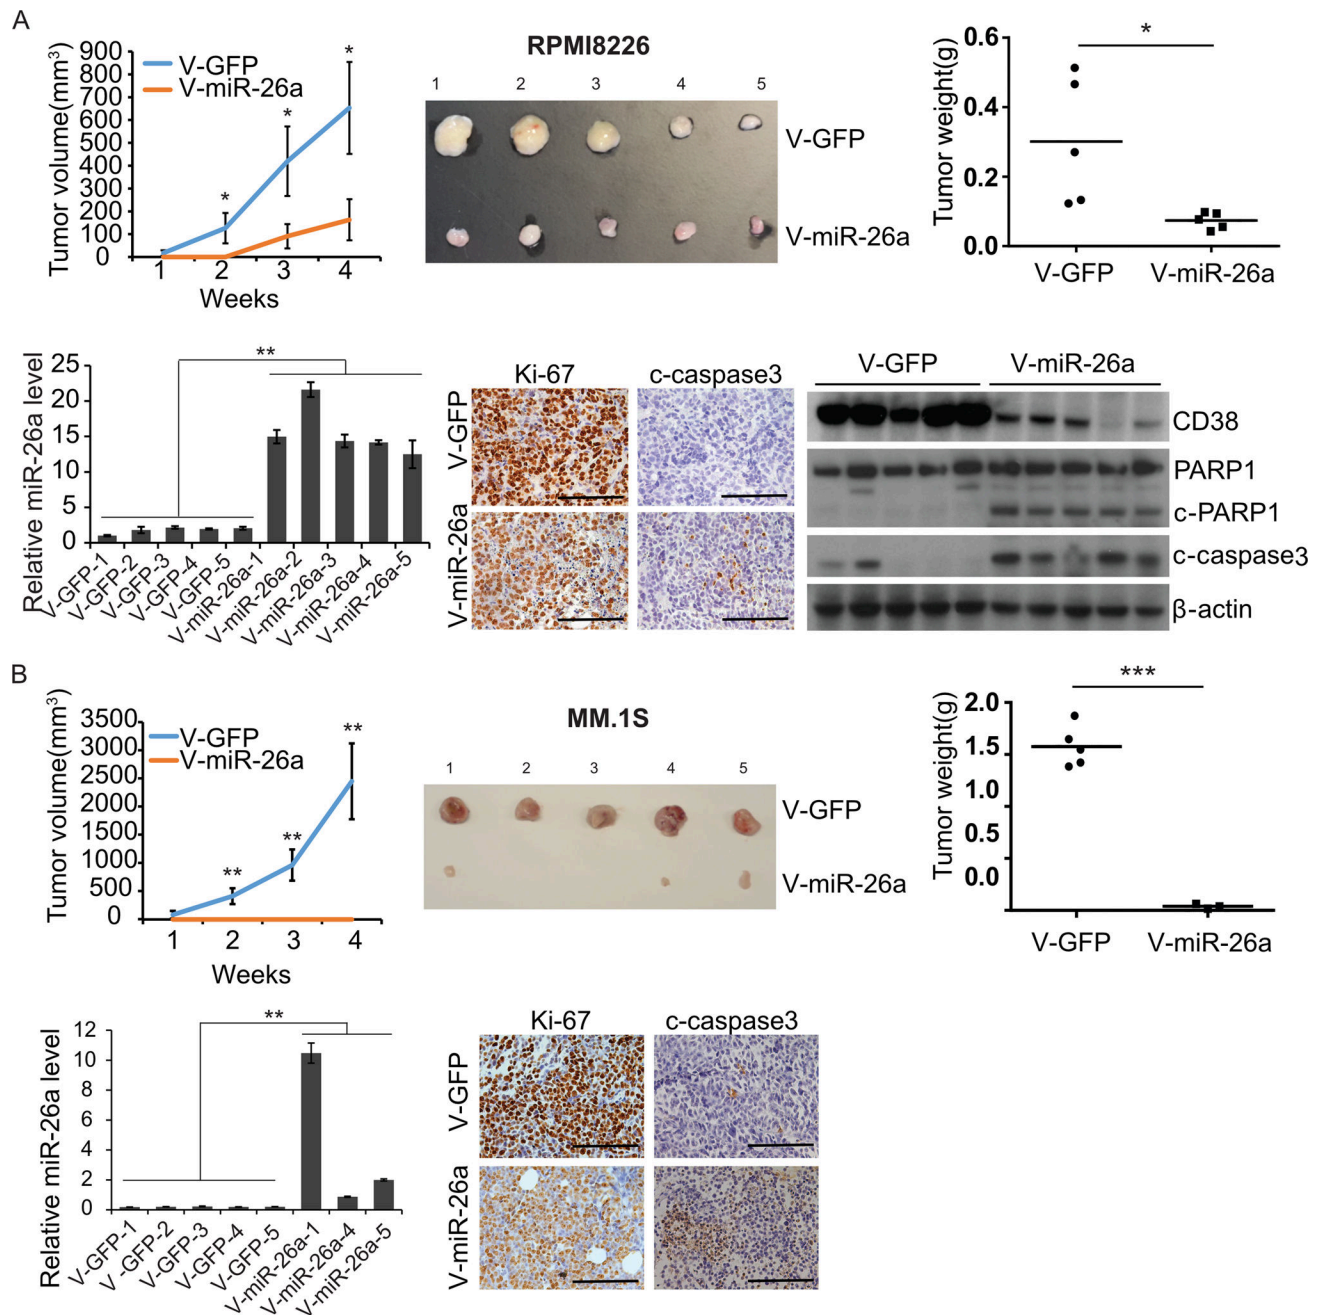 A
Tumor volume(mm³)
900
800
700
600
500
400
300
200
100
0
1 2 3 4
Weeks
V-GFP
V-miR-26a
*
*
*
RPMI8226
1 2 3 4 5
V-GFP
V-miR-26a
Tumor weight(g)
0.6
0.4
0.2
0.0
*
V-GFP V-miR-26a
Relative miR-26a level
25
20
15
10
5
0
**
V-GFP-1
V-GFP-2
V-GFP-3
V-GFP-4
V-GFP-5
V-miR-26a-1
V-miR-26a-2
V-miR-26a-3
V-miR-26a-4
V-miR-26a-5
Ki-67 c-caspase3
V-GFP
V-miR-26a
V-GFP V-miR-26a
CD38
PARP1
c-PARP1
c-caspase3
β-actin
B
Tumor volume(mm³)
3500
3000
2500
2000
1500
1000
500
0
1 2 3 4
Weeks
V-GFP
V-miR-26a
**
**
**
MM.1S
1 2 3 4 5
V-GFP
V-miR-26a
Tumor weight(g)
2.0
1.5
1.0
0.5
0.0
***
V-GFP V-miR-26a
Relative miR-26a level
12
10
8
6
4
2
0
**
V-GFP-1
V -GFP-2
V-GFP-3
V-GFP-4
V-GFP-5
V-miR-26a-1
V-miR-26a-4
V-miR-26a-5
Ki-67 c-caspase3
V-GFP
V-miR-26a